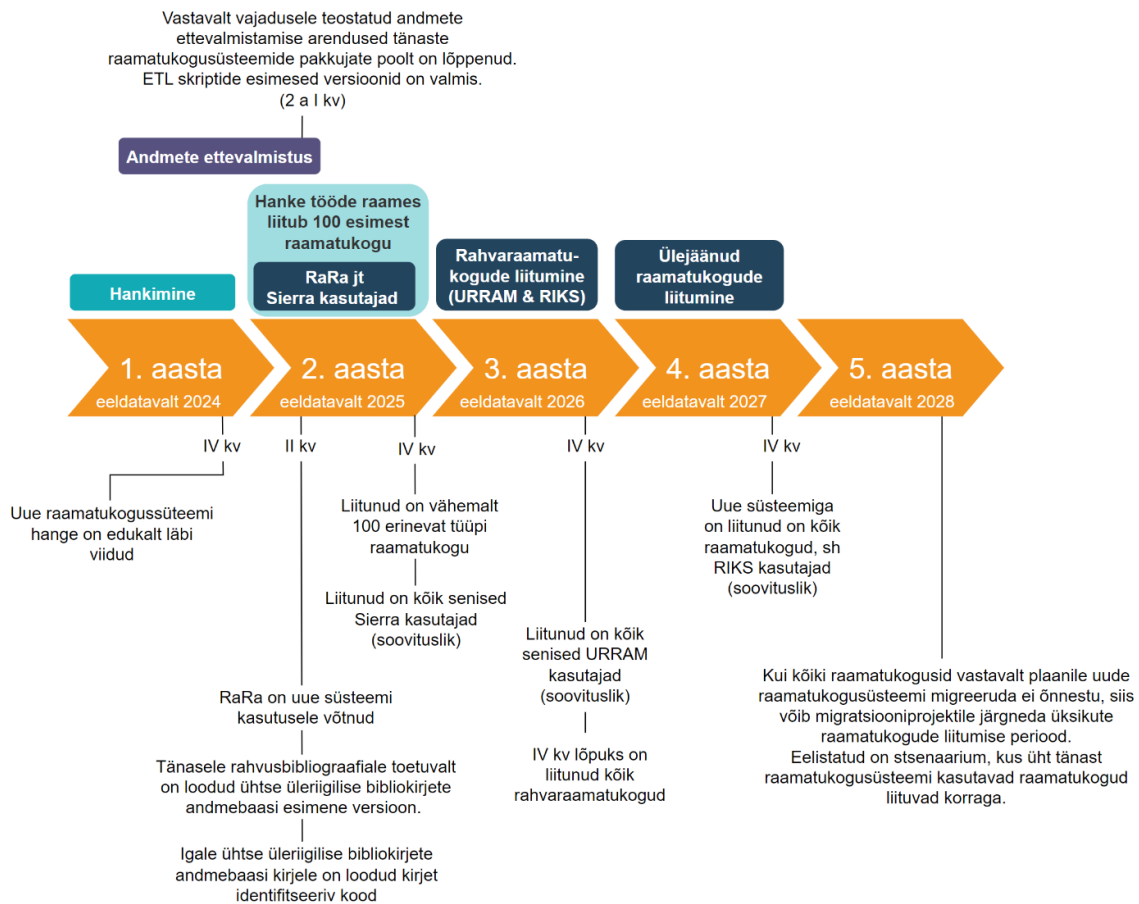 Vastavalt vajadusele teostatud andmete
ettevalmistamise arendused tänaste
raamatukogusüsteemide pakkujate poolt on lõppenud.
ETL skriptide esimesed versioonid on valmis.
(2 a I kv)
Andmete ettevalmistus
Hanke tööde raames
liitub 100 esimest
raamatukogu
Hankimine
RaRa jt
Sierra kasutajad
Rahvaraamatu-
kogude liitumine
(URRAM & RIKS)
Ülejäänud
raamatukogude
liitumine
1. aasta
eeldatavalt 2024
2. aasta
eeldatavalt 2025
3. aasta
eeldatavalt 2026
4. aasta
eeldatavalt 2027
5. aasta
eeldatavalt 2028
IV kv
II kv
IV kv
IV kv
IV kv
Uue raamatukogussüteemi
hange on edukalt läbi
viidud
Liitunud on vähemalt
100 erinevat tüüpi
raamatukogu
Liitunud on kõik senised
Sierra kasutajad
(soovituslik)
Uue süsteemiga
on liitunud on kõik
raamatukogud, sh
RIKS kasutajad
(soovituslik)
Liitunud on kõik
senised URRAM
kasutajad
(soovituslik)
IV kv lõpuks on
liitunud kõik
rahvaraamatukogud
RaRa on uue süsteemi
kasutusele võtnud
Tänasele rahvusbibliograafiale toetuvalt
on loodud ühtse üleriigilise bibliokirjete
andmebaasi esimene versioon.
Igale ühtse üleriigilise bibliokirjete
andmebaasi kirjele on loodud kirjet
identifitseeriv kood
Kui kõiki raamatukogusid vastavalt plaanile uude
raamatukogusüsteemi migreeruda ei õnnestu, siis
võib migratsiooniprojektile järgneda üksikute
raamatukogude liitumise periood.
Eelistatud on stsenaarium, kus üht tänast
raamatukogusüsteemi kasutavad raamatukogud
liituvad korraga.